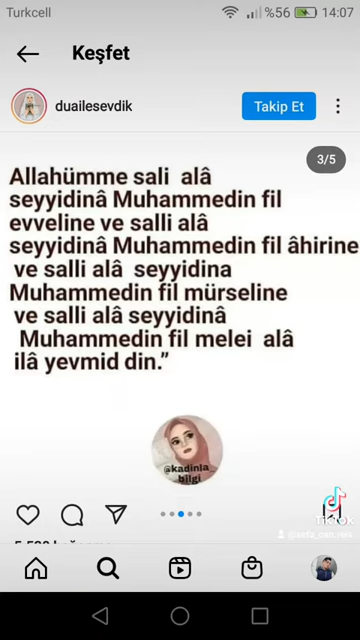 Turkcell %56 14:07
Keşfet
duailesevdik
Takip Et
3/5
Allahümme sali alâ
seyyidinâ Muhammedin fil
evveline ve salli alâ
seyyidinâ Muhammedin fil âhirine
ve salli alâ seyyidina
Muhammedin fil mürseline
ve salli alâ seyyidinâ
Muhammedin fil melei alâ
ilâ yevmid din.”
@kadinla_
bilgi
TikTok